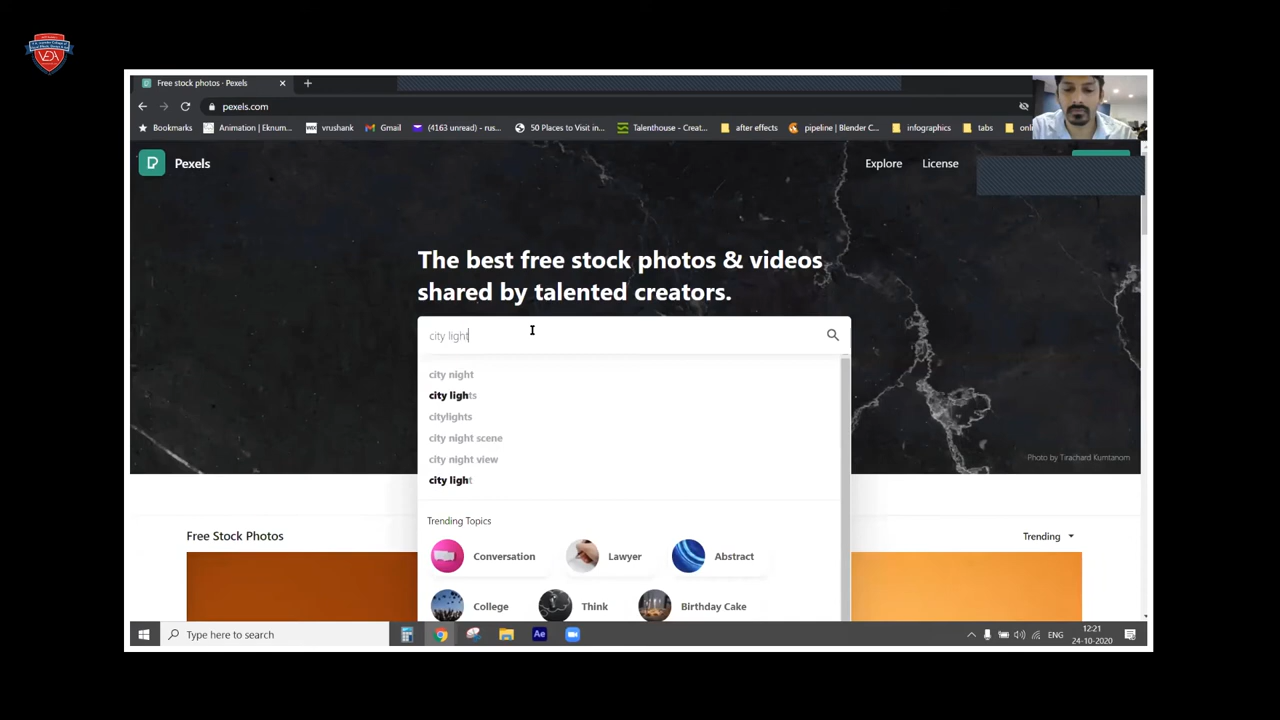 VEDA
Free stock photos · Pexels
pexels.com
Bookmarks
Animation | Eknum...
WIX vrushank
Gmail
(4163 unread) - rus...
50 Places to Visit in...
Talenthouse - Creat...
after effects
pipeline | Blender C...
infographics
tabs
onli
Pexels
Explore
License
The best free stock photos & videos
shared by talented creators.
city light
city night
city lights
citylights
city night scene
city night view
city light
Photo by Tirachard Kumtanom
Trending Topics
Free Stock Photos
Trending
Conversation
Lawyer
Abstract
College
Think
Birthday Cake
Type here to search
Ae
ENG
12:21
24-10-2020